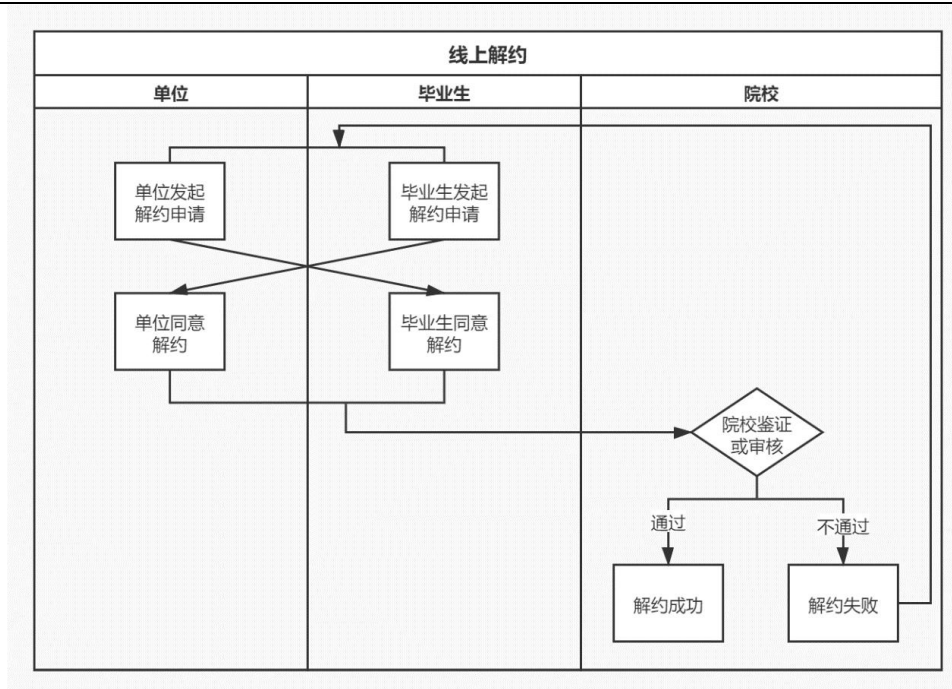 线上解约
单位
毕业生
院校
单位发起
解约申请
毕业生发起
解约申请
单位同意
解约
毕业生同意
解约
院校鉴证
或审核
通过
不通过
解约成功
解约失败